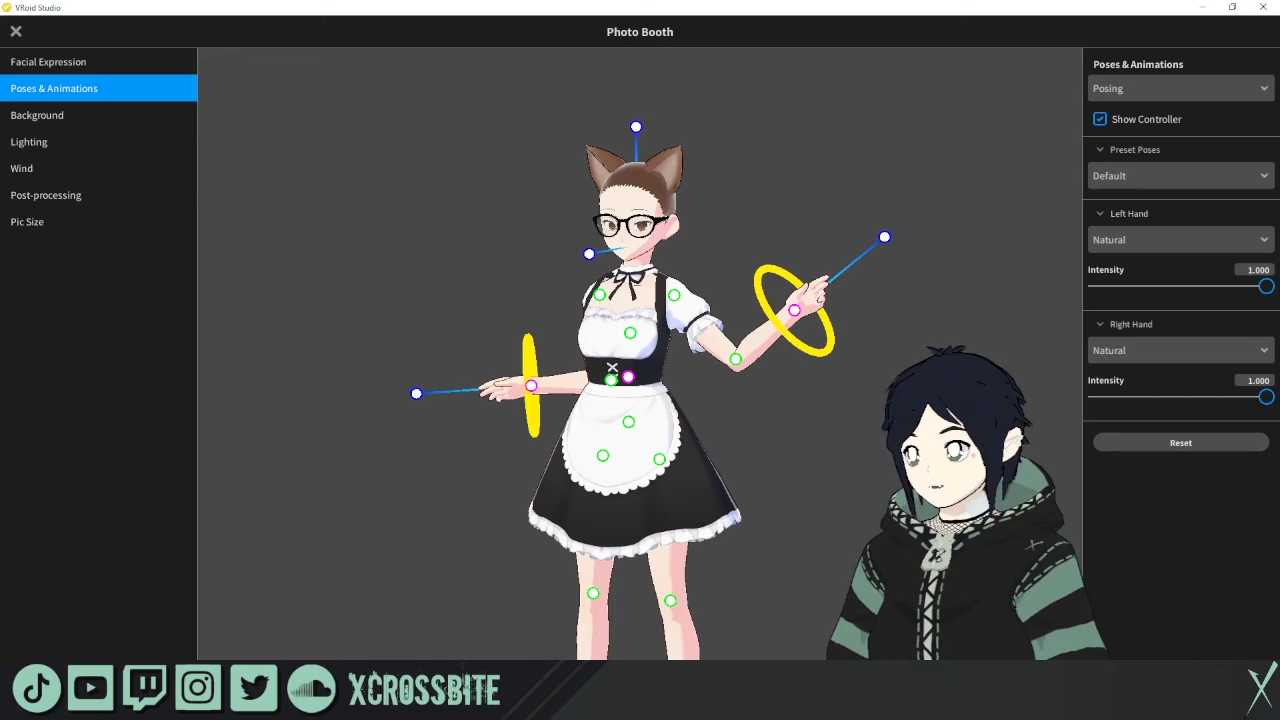 VRoid Studio
Photo Booth
Facial Expression
Poses & Animations
Background
Lighting
Wind
Post-processing
Pic Size
Poses & Animations
Posing
Show Controller
Preset Poses
Default
Left Hand
Natural
Intensity
1.000
Right Hand
Natural
Intensity
1.000
Reset
XCROSSBITE